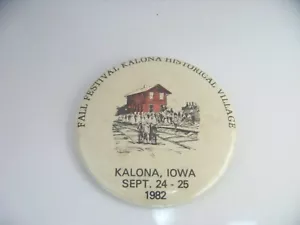 FALL FESTIVAL KALONA HISTORICAL VILLAGE
KALONA, IOWA
SEPT. 24 - 25
1982